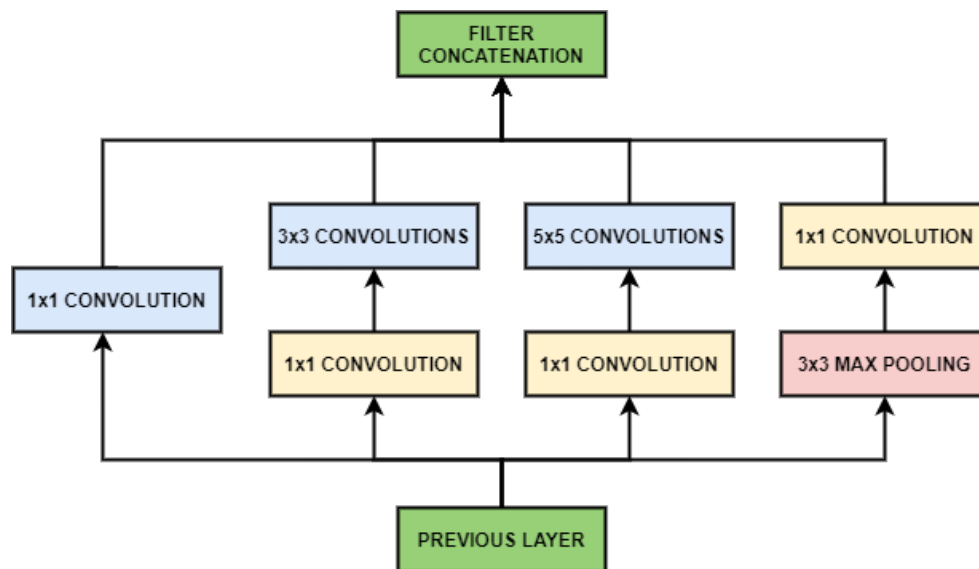 FILTER
CONCATENATION
3x3 CONVOLUTIONS
5x5 CONVOLUTIONS
1x1 CONVOLUTION
1x1 CONVOLUTION
1x1 CONVOLUTION
1x1 CONVOLUTION
3x3 MAX POOLING
PREVIOUS LAYER